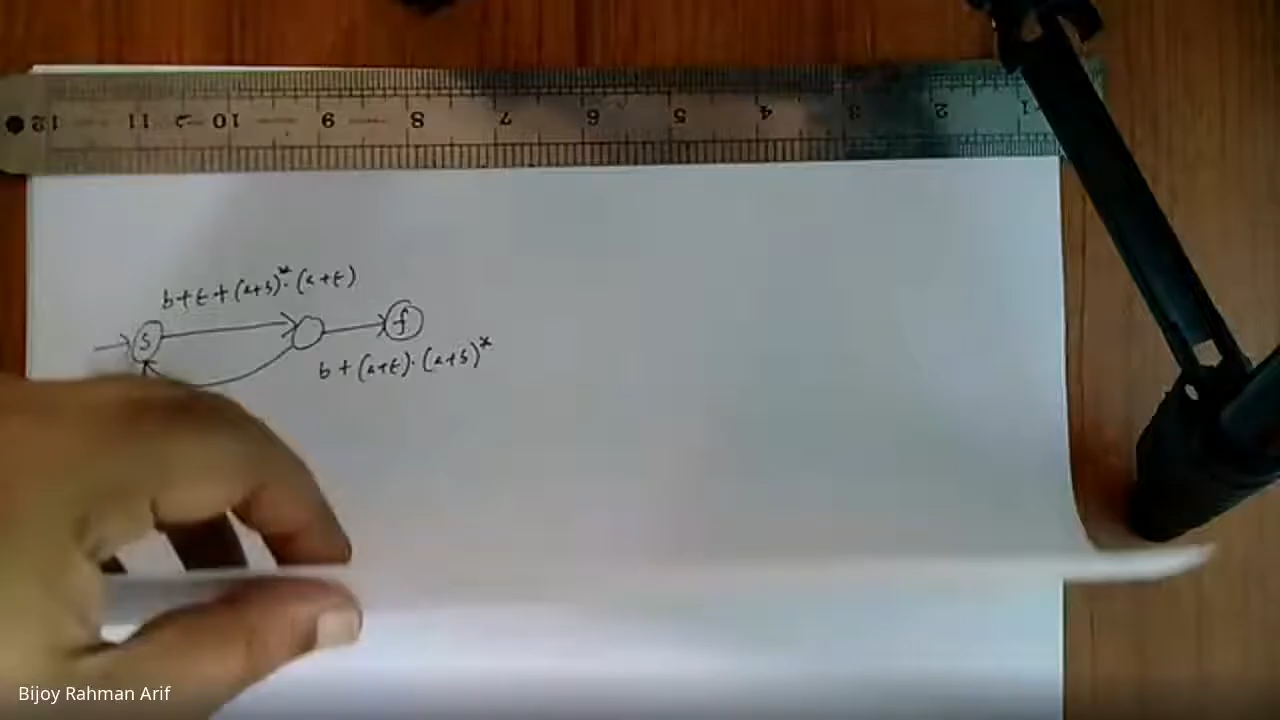 12 11 10 9 8 7 6 5 4 3 2 1
b+ε+(a+b)*·(a+ε)
s f
b+(a+ε)·(a+b)*
Bijoy Rahman Arif